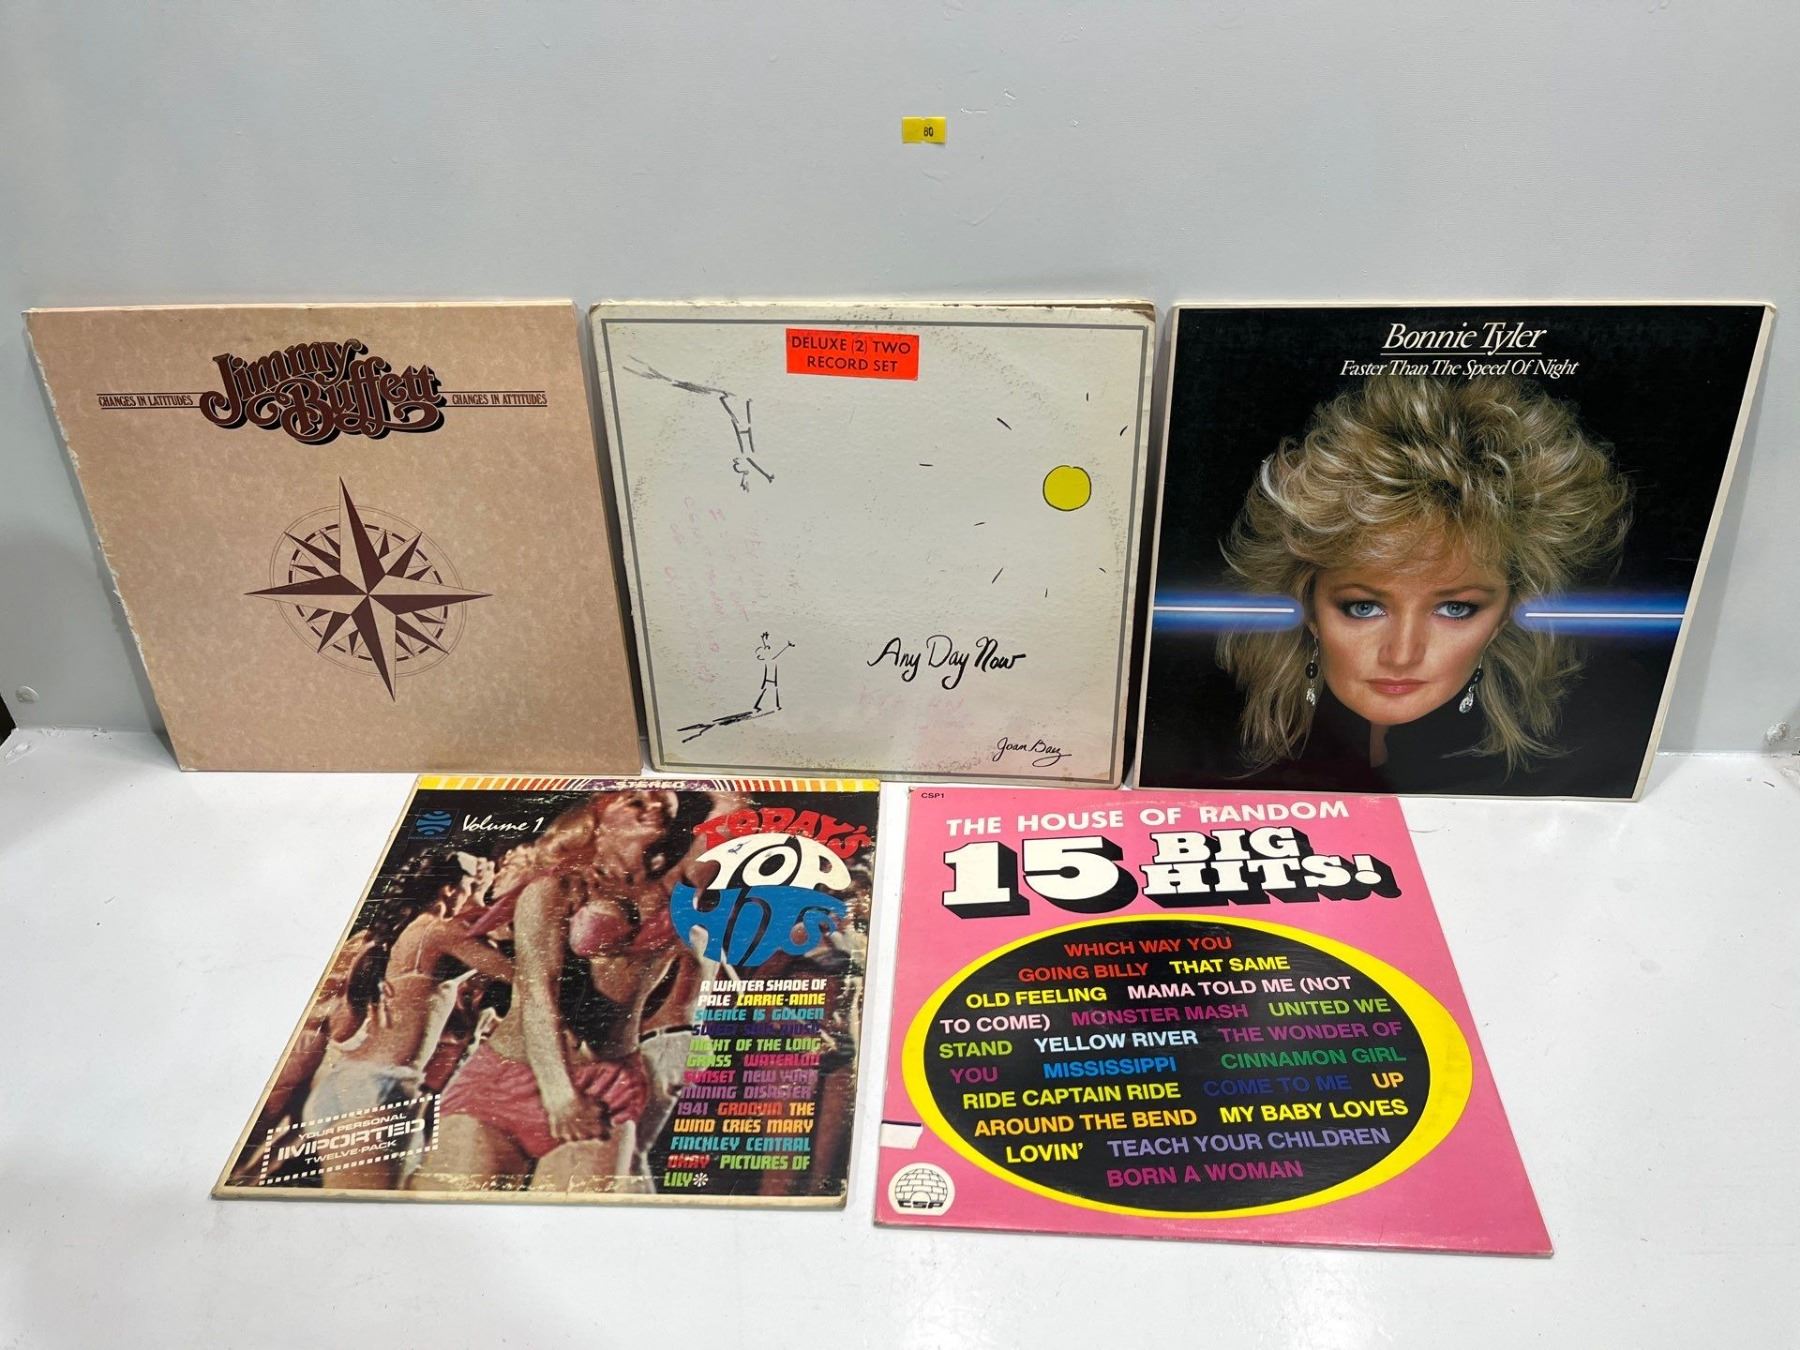 80
Jimmy
Buffett
CHANGES IN LATITUDES
CHANGES IN ATTITUDES
DELUXE (2) TWO
RECORD SET
Any Day Now
Joan Baez
Bonnie Tyler
Faster Than The Speed Of Night
STEREO
Volume 1
TODAY'S
TOP
HITS
A WHITER SHADE OF
PALE CARRIE-ANNE
SILENCE IS GOLDEN
SWEET SOUL MUSIC
NIGHT OF THE LONG
GRASS WATERLOO
SUNSET NEW YORK
MINING DISASTER
1941 GROOVIN THE
WIND CRIES MARY
FINCHLEY CENTRAL
OKAY PICTURES OF
LILY
YOUR PERSONAL
IMPORTED
TWELVE-PACK
CSP1
THE HOUSE OF RANDOM
15 BIG
HITS!
WHICH WAY YOU
GOING BILLY THAT SAME
OLD FEELING MAMA TOLD ME (NOT
TO COME) MONSTER MASH UNITED WE
STAND YELLOW RIVER THE WONDER OF
YOU MISSISSIPPI CINNAMON GIRL
RIDE CAPTAIN RIDE COME TO ME UP
AROUND THE BEND MY BABY LOVES
LOVIN' TEACH YOUR CHILDREN
BORN A WOMAN
CSP